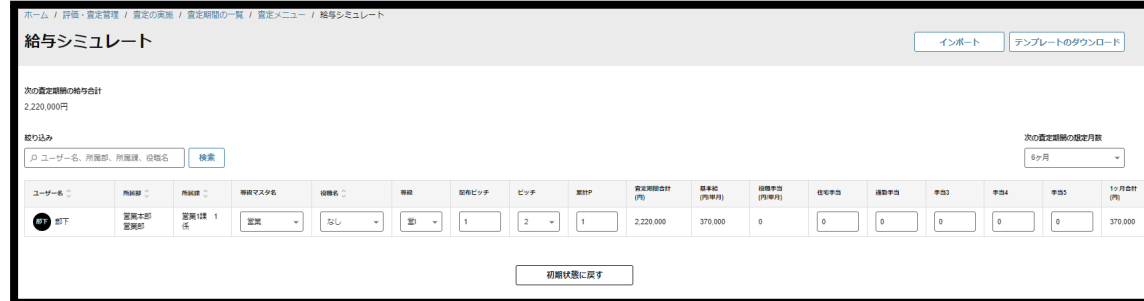 ホーム / 評価・査定管理 / 査定の実施 / 査定期間の一覧 / 査定メニュー / 給与シミュレート
給与シミュレート
インポート
テンプレートのダウンロード
次の査定期間の給与合計
2,220,000円
絞り込み
次の査定期間の想定月数
ユーザー名、所属部、所属課、役職名
検索
6ヶ月
ユーザー名 所属部 所属課 等級マスタ名 役職名 等級 配布ピッチ ピッチ 累計P 査定期間合計 基本給 役職手当 住宅手当 通勤手当 手当3 手当4 手当5 1ヶ月合計
(円) (円/単月) (円/単月) (円)
部下 部下 営業本部 営業1課 1 営業 なし 営1 1 2 1 2,220,000 370,000 0 0 0 0 0 0 370,000
営業部 係
初期状態に戻す